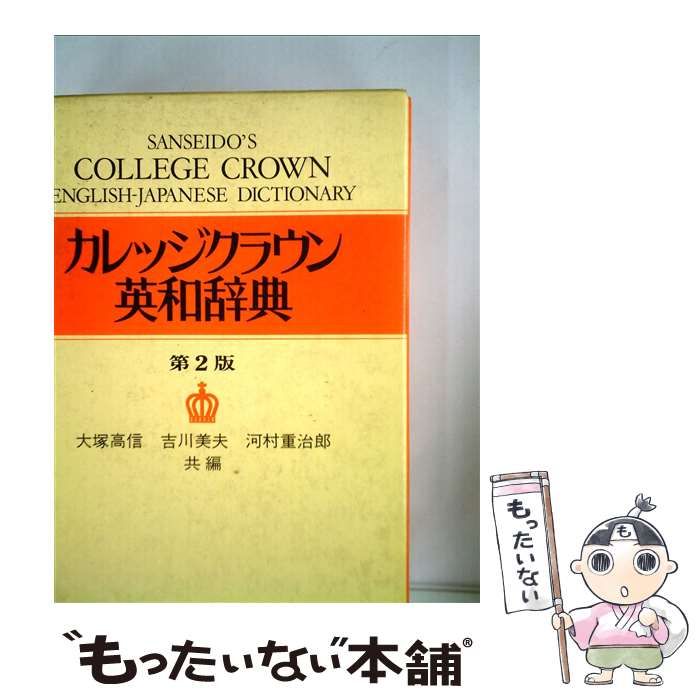 SANSEIDO'S
COLLEGE CROWN
ENGLISH-JAPANESE DICTIONARY
カレッジクラウン
英和辞典
第2版
大塚高信 吉川美夫 河村重治郎
共編
もったいない
も
もったいない本舗®